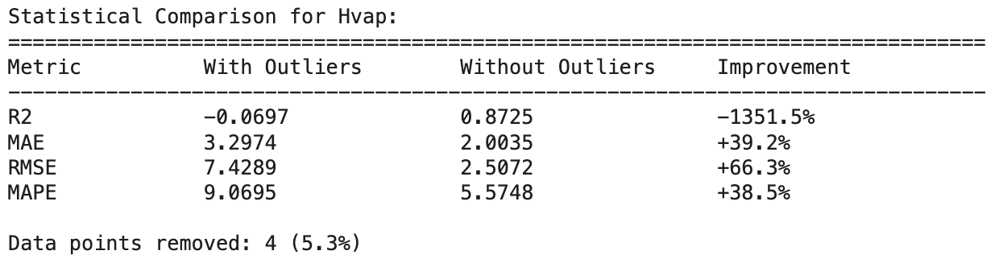 Statistical Comparison for Hvap:
================================================================================
Metric          With Outliers        Without Outliers     Improvement
--------------------------------------------------------------------------------
R2              -0.0697              0.8725               -1351.5%
MAE             3.2974               2.0035               +39.2%
RMSE            7.4289               2.5072               +66.3%
MAPE            9.0695               5.5748               +38.5%
Data points removed: 4 (5.3%)